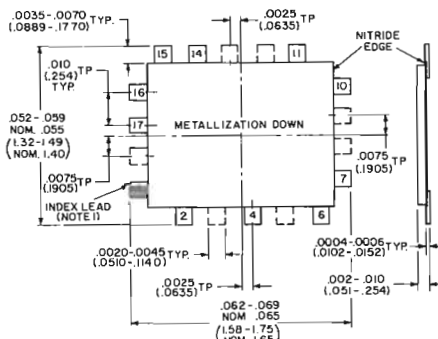 .0035-.0070 TYP.
(.0889-.1770)
.0025 TP
(.0635)
NITRIDE
EDGE
15 14 11
.010 TP
(.254)
TYP.
16
10
.052-.059
NOM. .055
(1.32-1.49
NOM. 1.40)
17
METALLIZATION DOWN
.0075 TP
(.1905)
.0075 TP
(.1905)
7
INDEX LEAD
(NOTE 1)
2 4 6
.0020-.0045 TYP.
(.0510-.1140)
.0004-.0006 TYP.
(.0102-.0152)
.0025 TP
(.0635)
.002-.010
(.051-.254)
.062-.069
NOM. .065
(1.58-1.75
NOM. 1.65)